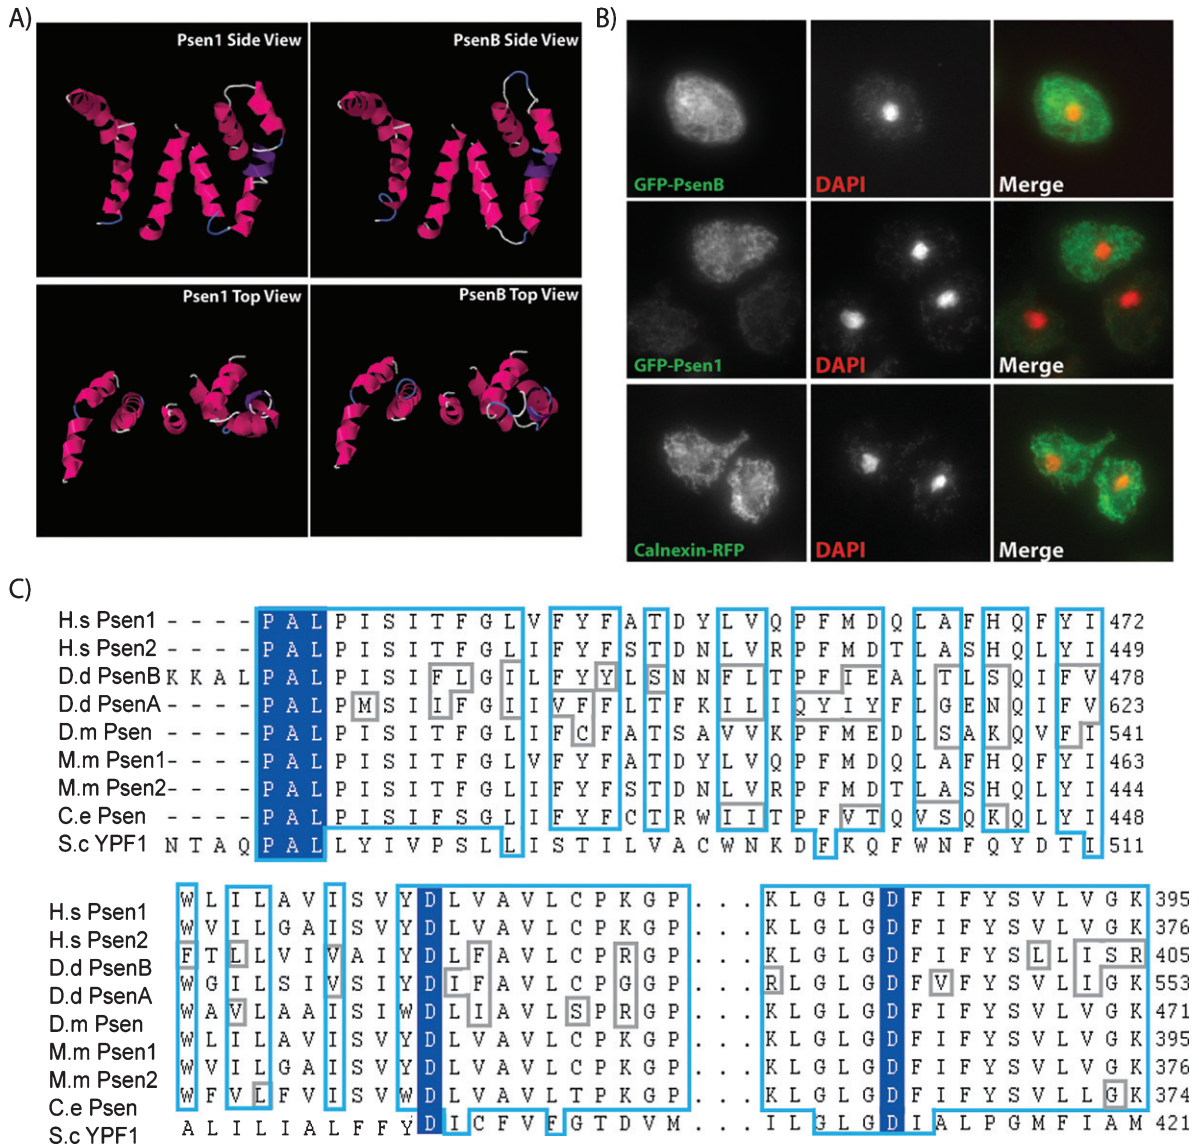 A)
Psen1 Side View
PsenB Side View
Psen1 Top View
PsenB Top View
B)
GFP-PsenB
DAPI
Merge
GFP-Psen1
DAPI
Merge
Calnexin-RFP
DAPI
Merge
C)
H.s Psen1 - - - - P A L P I S I T F G L V F Y F A T D Y L V Q P F M D Q L A F H Q F Y I 472
H.s Psen2 - - - - P A L P I S I T F G L I F Y F S T D N L V R P F M D T L A S H Q L Y I 449
D.d PsenB K K A L P A L P I S I F L G I L F Y Y L S N N F L T P F I E A L T L S Q I F V 478
D.d PsenA - - - - P A L P M S I I F G I I V F F L T F K I L I Q Y I Y F L G E N Q I F V 623
D.m Psen - - - - P A L P I S I T F G L I F C F A T S A V V K P F M E D L S A K Q V F I 541
M.m Psen1 - - - - P A L P I S I T F G L V F Y F A T D Y L V Q P F M D Q L A F H Q F Y I 463
M.m Psen2 - - - - P A L P I S I T F G L I F Y F S T D N L V R P F M D T L A S H Q L Y I 444
C.e Psen - - - - P A L P I S I F S G L I F Y F C T R W I I T P F V T Q V S Q K Q L Y I 448
S.c YPF1 N T A Q P A L L Y I V P S L L I S T I L V A C W N K D F K Q F W N F Q Y D T I 511
H.s Psen1 W L I L A V I S V Y D L V A V L C P K G P . . . K L G L G D F I F Y S V L V G K 395
H.s Psen2 W V I L G A I S V Y D L V A V L C P K G P . . . K L G L G D F I F Y S V L V G K 376
D.d PsenB F T L L V I V A I Y D L F A V L C P R G P . . . K L G L G D F I F Y S L L I S R 405
D.d PsenA W G I L S I V S V Y D I F A V L C P G G P . . . R L G L G D F V F Y S V L I G K 553
D.m Psen W A V L A A I S I W D L I A V L S P R G P . . . K L G L G D F I F Y S V L V G K 471
M.m Psen1 W L I L A V I S V Y D L V A V L C P K G P . . . K L G L G D F I F Y S V L V G K 395
M.m Psen2 W V I L G A I S V Y D L V A V L C P K G P . . . K L G L G D F I F Y S V L V G K 376
C.e Psen W F V L F V I S V W D L V A V L T P K G P . . . K L G L G D F I F Y S V L L G K 374
S.c YPF1 A L I L I A L F F Y D I C F V F G T D V M . . . I L G L G D I A L P G M F I A M 421